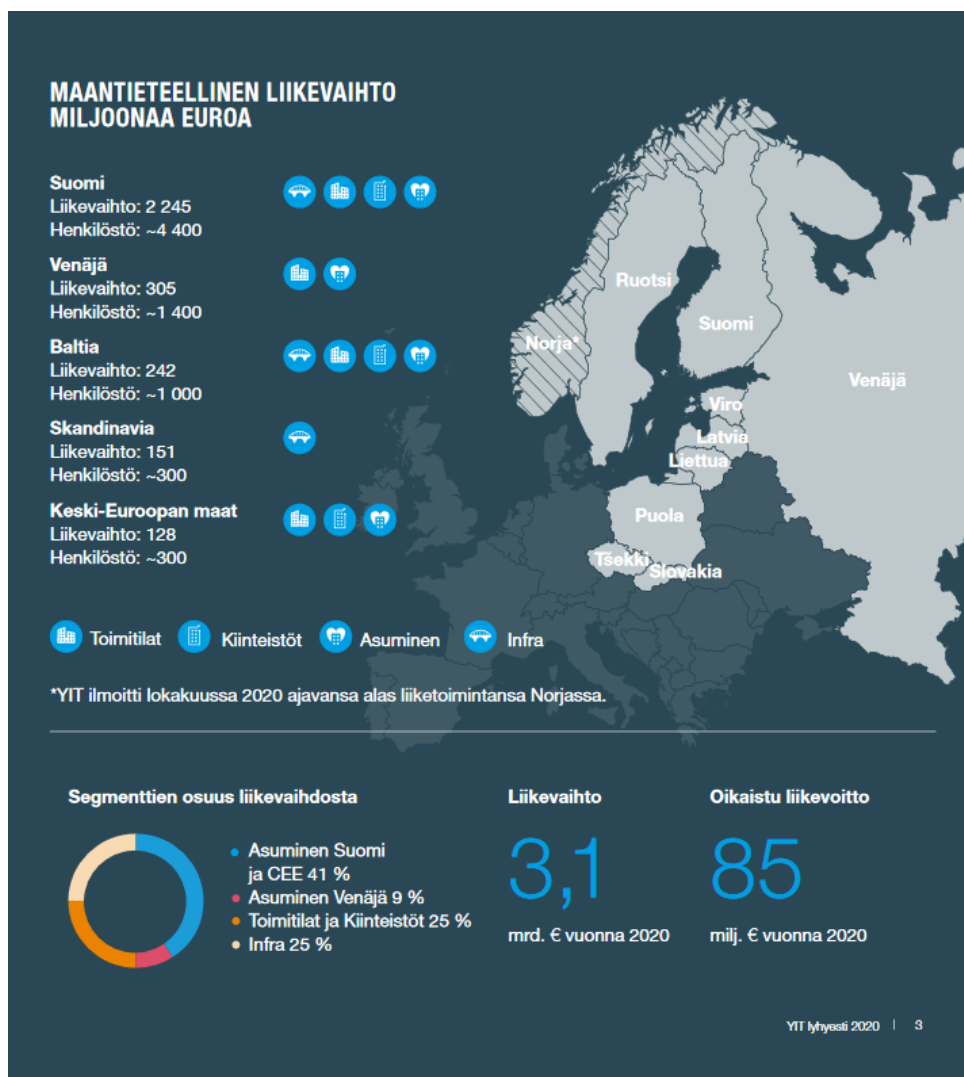 MAANTIETEELLINEN LIIKEVAIHTO
MILJOONAA EUROA
Suomi
Liikevaihto: 2 245
Henkilöstö: ~4 400
Venäjä
Liikevaihto: 305
Henkilöstö: ~1 400
Baltia
Liikevaihto: 242
Henkilöstö: ~1 000
Skandinavia
Liikevaihto: 151
Henkilöstö: ~300
Keski-Euroopan maat
Liikevaihto: 128
Henkilöstö: ~300
Ruotsi
Suomi
Norja*
Venäjä
Viro
Latvia
Liettua
Puola
Tsekki
Slovakia
Toimitilat
Kiinteistöt
Asuminen
Infra
*YIT ilmoitti lokakuussa 2020 ajavansa alas liiketoimintansa Norjassa.
Segmenttien osuus liikevaihdosta
Asuminen Suomi
ja CEE 41 %
Asuminen Venäjä 9 %
Toimitilat ja Kiinteistöt 25 %
Infra 25 %
Liikevaihto
3,1
mrd. € vuonna 2020
Oikaistu liikevoitto
85
milj. € vuonna 2020
YIT lyhyesti 2020 | 3